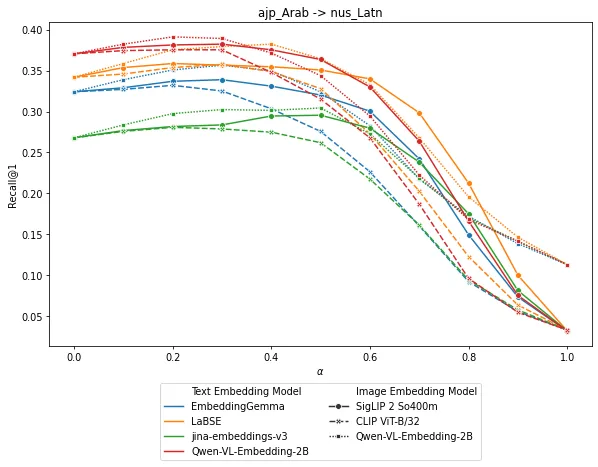 ajp_Arab -> nus_Latn
Recall@1
0.40
0.35
0.30
0.25
0.20
0.15
0.10
0.05
0.0
0.2
0.4
0.6
0.8
1.0
α
Text Embedding Model
EmbeddingGemma
LaBSE
jina-embeddings-v3
Qwen-VL-Embedding-2B
Image Embedding Model
SigLIP 2 So400m
CLIP ViT-B/32
Qwen-VL-Embedding-2B